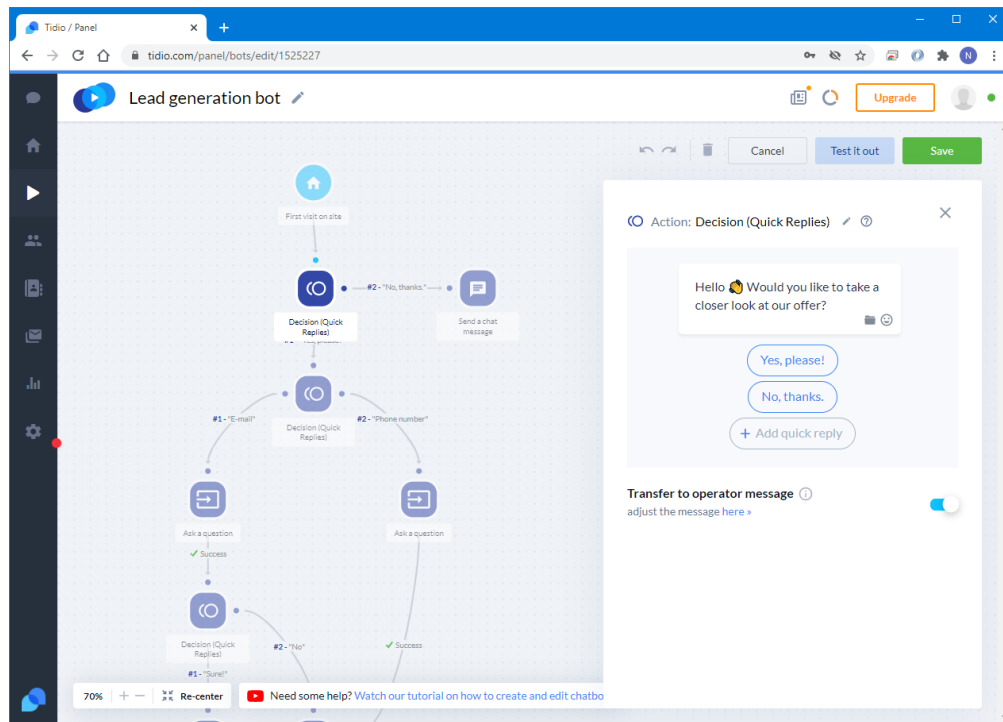 Tidio / Panel
tidio.com/panel/bots/edit/1525227
N
Lead generation bot
Upgrade
Cancel
Test it out
Save
First visit on site
#2 - "No, thanks."
Decision (Quick
Replies)
Send a chat
message
#1 - "Yes, please!"
#1 - "E-mail"
#2 - "Phone number"
Decision (Quick
Replies)
Ask a question
Ask a question
Success
Decision (Quick
Replies)
#2 - "No"
Success
#1 - "Sure!"
70%
Re-center
Need some help? Watch our tutorial on how to create and edit chatbo
Action: Decision (Quick Replies)
Hello 👏 Would you like to take a
closer look at our offer?
Yes, please!
No, thanks.
+ Add quick reply
Transfer to operator message
adjust the message here »